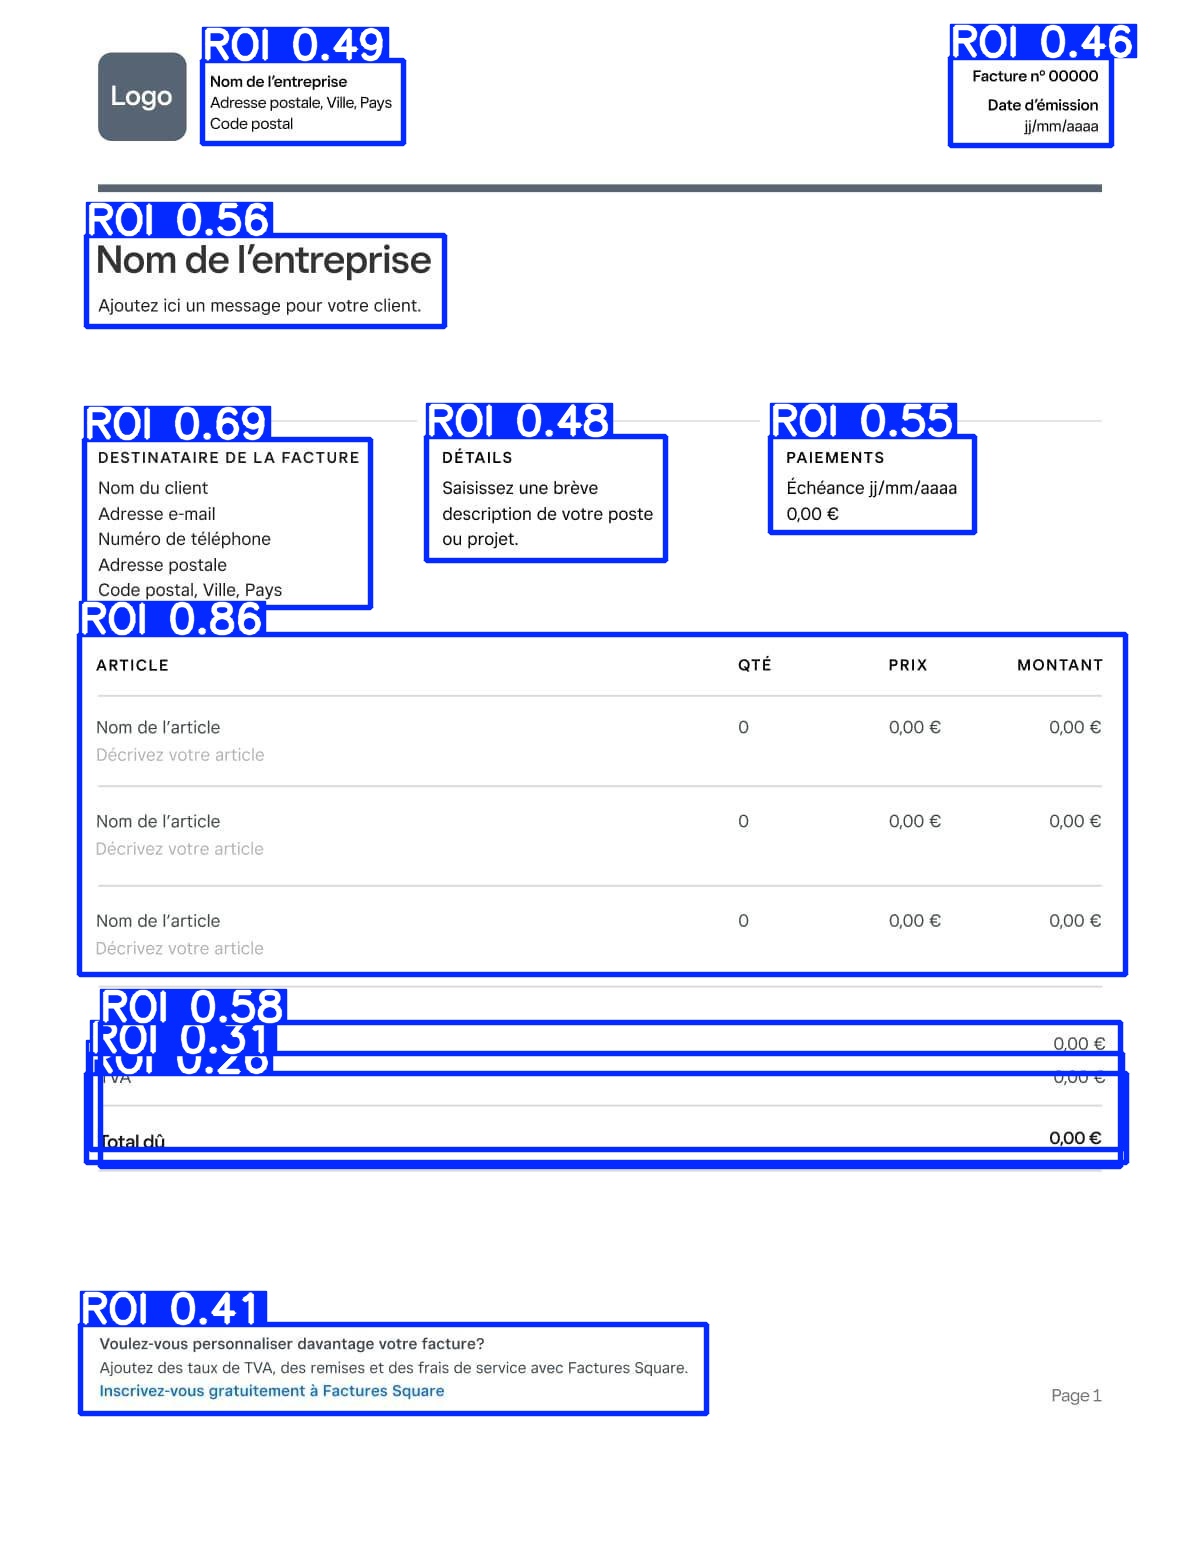 ROI 0.49
ROI 0.46
Logo
Nom de l'entreprise
Adresse postale, Ville, Pays
Code postal
Facture nº 00000
Date d'émission
jj/mm/aaaa
ROI 0.56
Nom de l'entreprise
Ajoutez ici un message pour votre client.
ROI 0.69
DESTINATAIRE DE LA FACTURE
Nom du client
Adresse e-mail
Numéro de téléphone
Adresse postale
Code postal, Ville, Pays
ROI 0.48
DÉTAILS
Saisissez une brève
description de votre poste
ou projet.
ROI 0.55
PAIEMENTS
Échéance jj/mm/aaaa
0,00 €
ROI 0.86
ARTICLE QTÉ PRIX MONTANT
Nom de l'article 0 0,00 € 0,00 €
Décrivez votre article
Nom de l'article 0 0,00 € 0,00 €
Décrivez votre article
Nom de l'article 0 0,00 € 0,00 €
Décrivez votre article
ROI 0.58
ROI 0.31 0,00 €
ROI 0.26
TVA 0,00 €
Total dû 0,00 €
ROI 0.41
Voulez-vous personnaliser davantage votre facture?
Ajoutez des taux de TVA, des remises et des frais de service avec Factures Square.
Inscrivez-vous gratuitement à Factures Square
Page 1